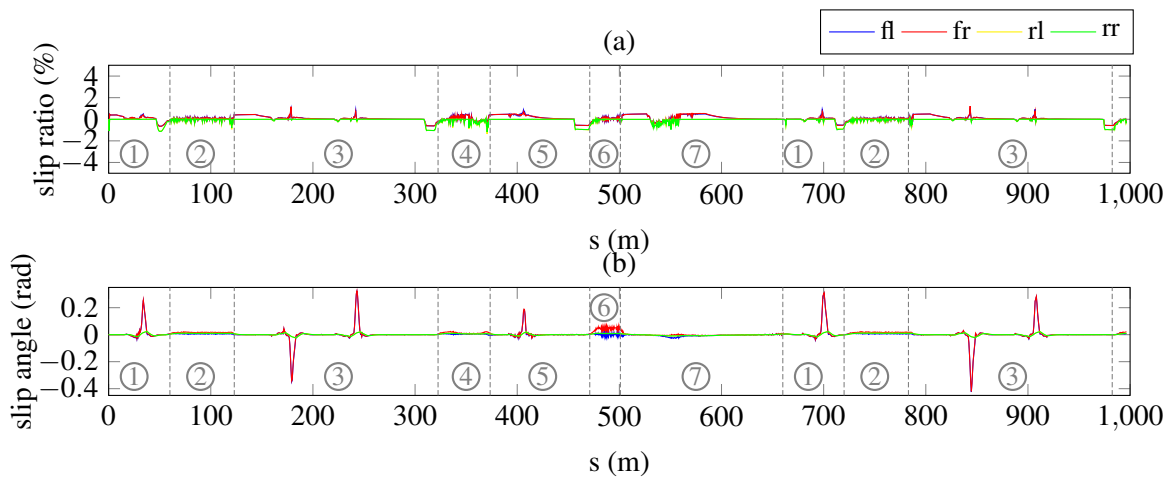 fl fr rl rr
(a)
slip ratio (%)
4
2
0
−2
−4
① ② ③ ④ ⑤ ⑥ ⑦ ① ② ③
0 100 200 300 400 500 600 700 800 900 1,000
s (m)
(b)
slip angle (rad)
0.2
0
−0.2
−0.4
⑥
① ② ③ ④ ⑤ ⑦ ① ② ③
0 100 200 300 400 500 600 700 800 900 1,000
s (m)